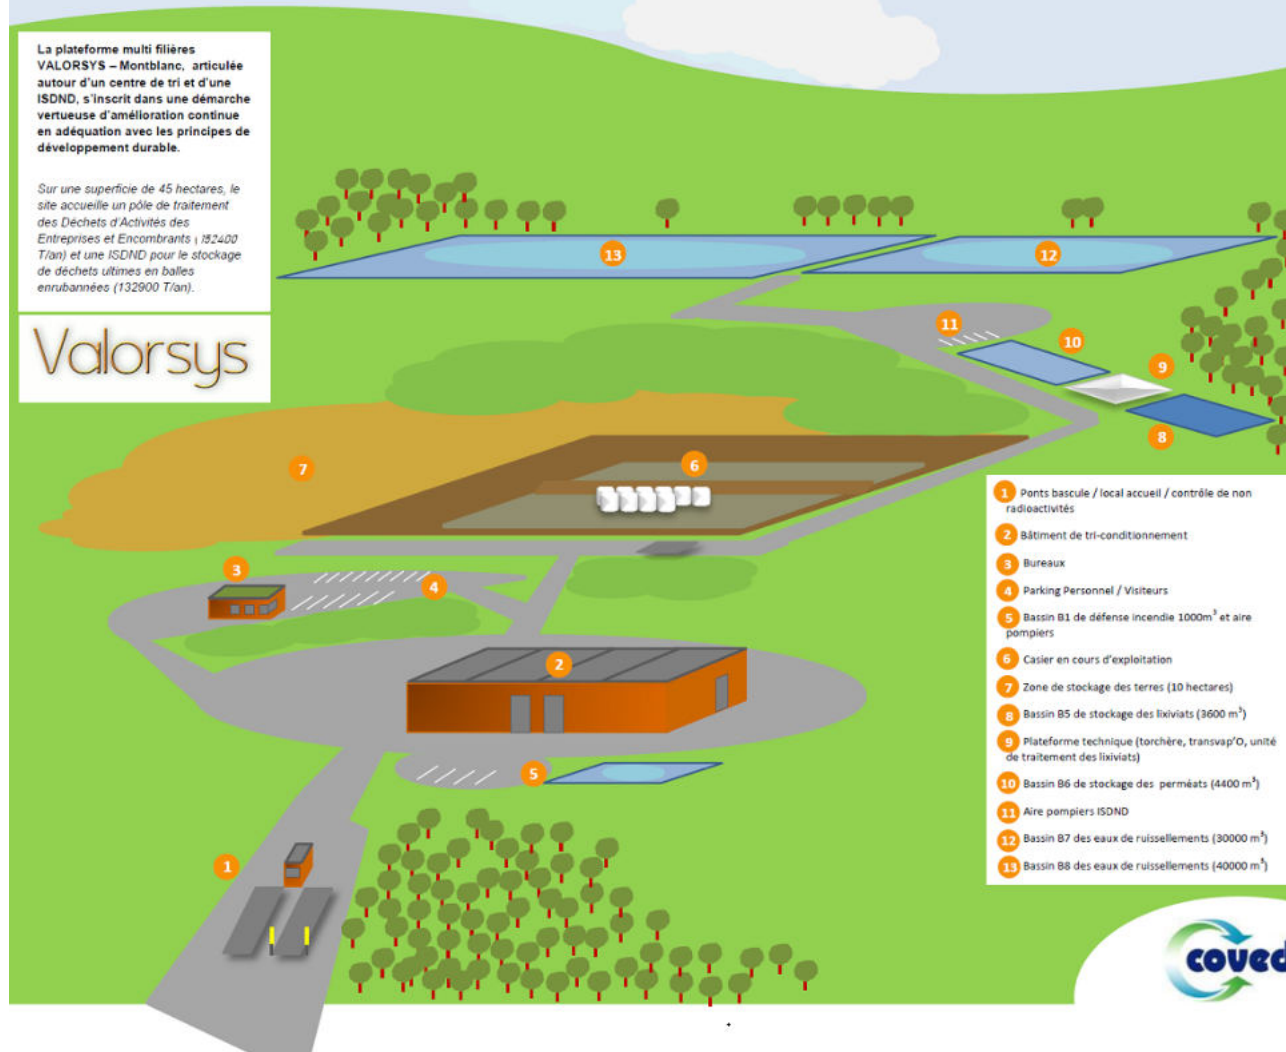 La plateforme multi filières
VALORSYS – Montblanc, articulée
autour d'un centre de tri et d'une
ISDND, s'inscrit dans une démarche
vertueuse d'amélioration continue
en adéquation avec les principes de
développement durable.
Sur une superficie de 45 hectares, le
site accueille un pôle de traitement
des Déchets d'Activités des
Entreprises et Encombrants (152400
T/an) et une ISDND pour le stockage
de déchets ultimes en balles
enrubannées (132900 T/an).
Valorsys
13
12
11
10
9
8
7
6
3
4
2
5
1
1 Ponts bascule / local accueil / contrôle de non
radioactivités
2 Bâtiment de tri-conditionnement
3 Bureaux
4 Parking Personnel / Visiteurs
5 Bassin B1 de défense incendie 1000m³ et aire
pompiers
6 Casier en cours d'exploitation
7 Zone de stockage des terres (10 hectares)
8 Bassin B5 de stockage des lixiviats (3600 m³)
9 Plateforme technique (torchère, transvap'O, unité
de traitement des lixiviats)
10 Bassin B6 de stockage des perméats (4400 m³)
11 Aire pompiers ISDND
12 Bassin B7 des eaux de ruissellements (30000 m³)
13 Bassin B8 des eaux de ruissellements (40000 m³)
coved